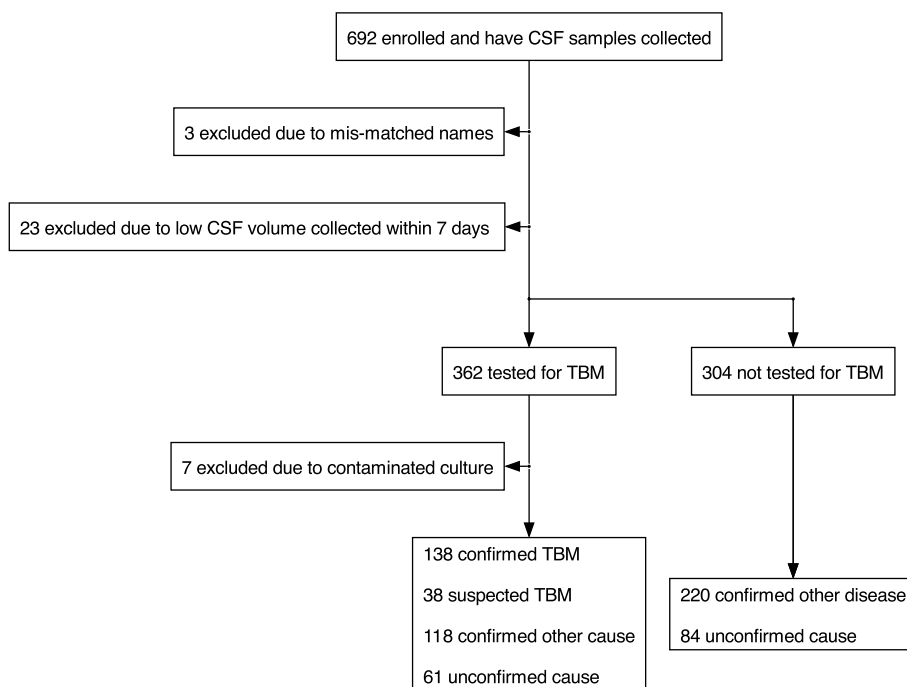 692 enrolled and have CSF samples collected
3 excluded due to mis-matched names
23 excluded due to low CSF volume collected within 7 days
362 tested for TBM
304 not tested for TBM
7 excluded due to contaminated culture
138 confirmed TBM
38 suspected TBM
118 confirmed other cause
61 unconfirmed cause
220 confirmed other disease
84 unconfirmed cause